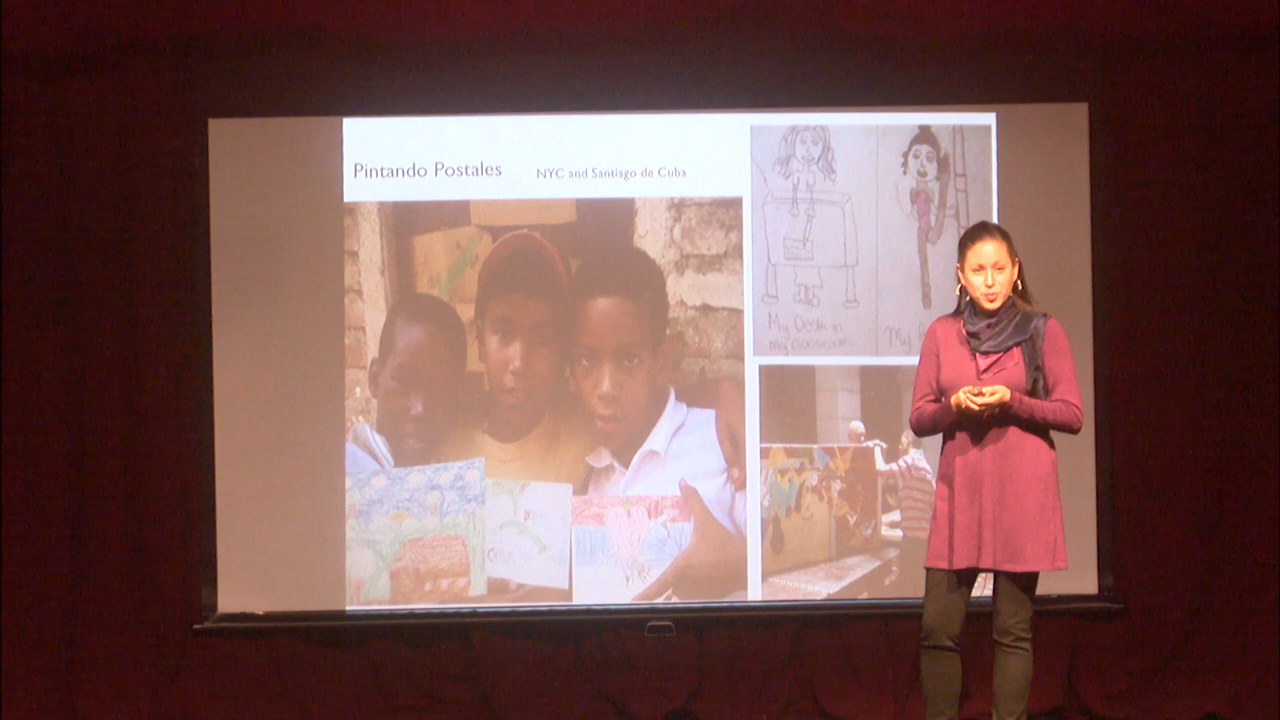 Pintando Postales
NYC and Santiago de Cuba
My Desk in
my classroom
My